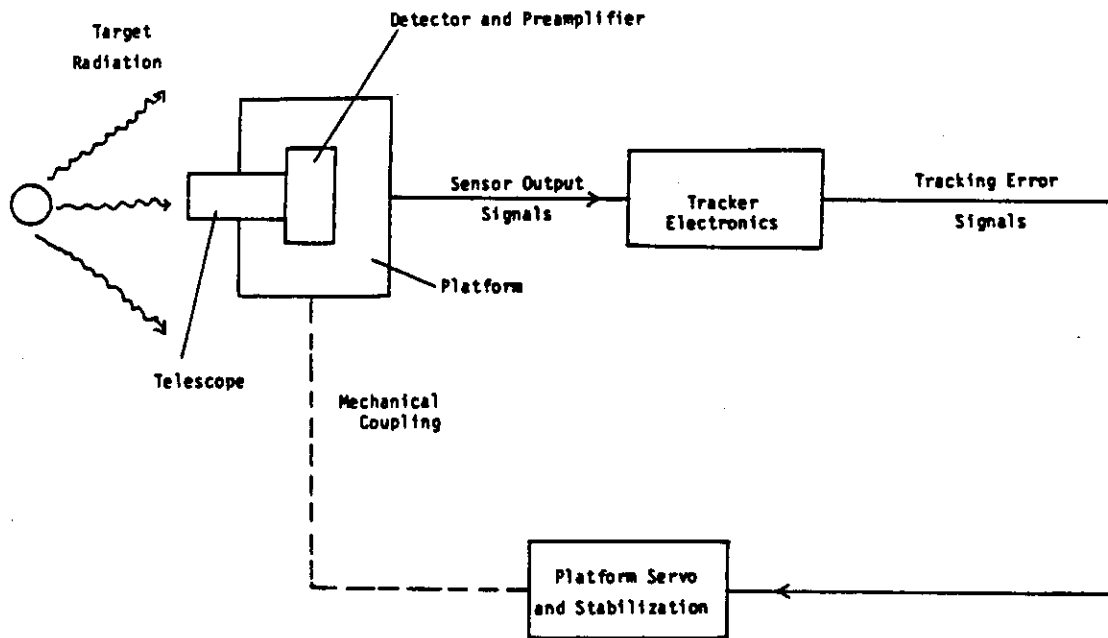 Detector and Preamplifier
Target
Radiation
Sensor Output
Signals
Tracker
Electronics
Tracking Error
Signals
Platform
Telescope
Mechanical
Coupling
Platform Servo
and Stabilization